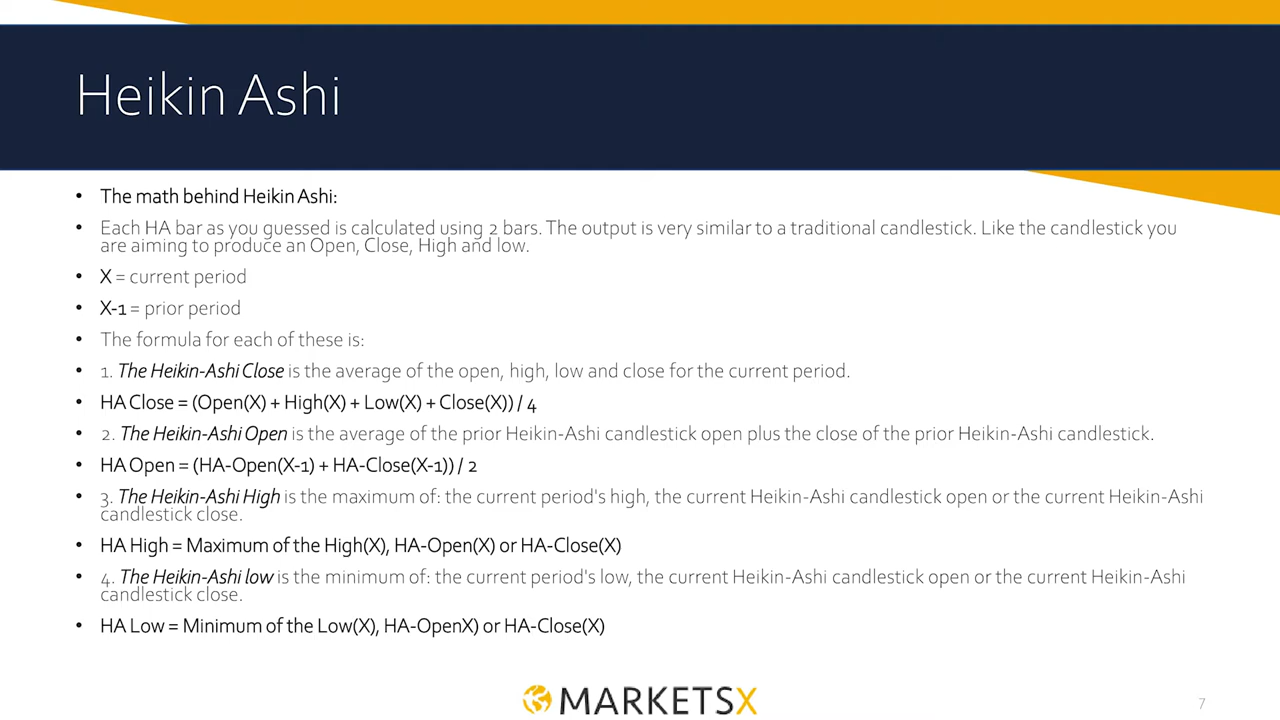 Heikin Ashi
• The math behind Heikin Ashi:
• Each HA bar as you guessed is calculated using 2 bars. The output is very similar to a traditional candlestick. Like the candlestick you
are aiming to produce an Open, Close, High and low.
• X = current period
• X-1 = prior period
• The formula for each of these is:
• 1. The Heikin-Ashi Close is the average of the open, high, low and close for the current period.
• HA Close = (Open(X) + High(X) + Low(X) + Close(X)) / 4
• 2. The Heikin-Ashi Open is the average of the prior Heikin-Ashi candlestick open plus the close of the prior Heikin-Ashi candlestick.
• HA Open = (HA-Open(X-1) + HA-Close(X-1)) / 2
• 3. The Heikin-Ashi High is the maximum of: the current period's high, the current Heikin-Ashi candlestick open or the current Heikin-Ashi
candlestick close.
• HA High = Maximum of the High(X), HA-Open(X) or HA-Close(X)
• 4. The Heikin-Ashi low is the minimum of: the current period's low, the current Heikin-Ashi candlestick open or the current Heikin-Ashi
candlestick close.
• HA Low = Minimum of the Low(X), HA-OpenX) or HA-Close(X)
MARKETSX
7